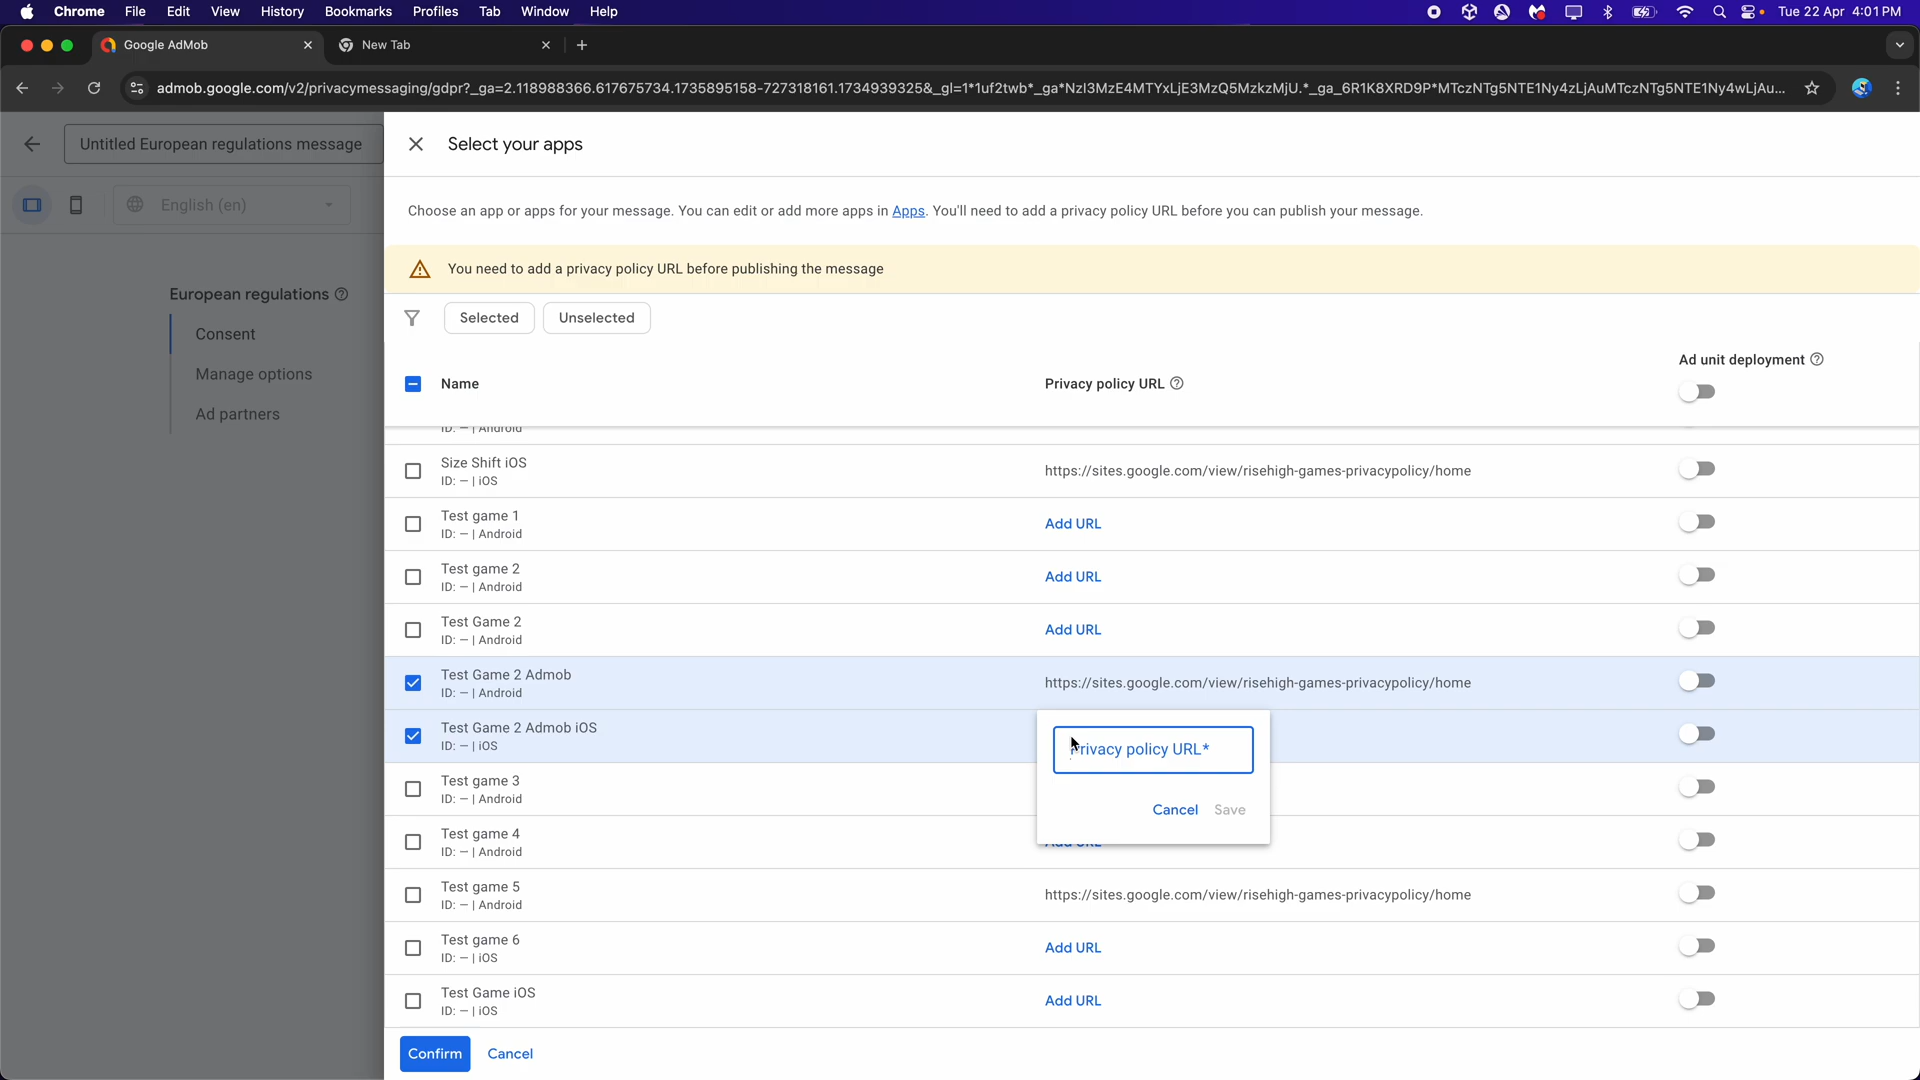 Chrome File Edit View History Bookmarks Profiles Tab Window Help
Tue 22 Apr 4:01 PM
Google AdMob
New Tab
admob.google.com/v2/privacymessaging/gdpr?_ga=2.118988366.617675734.1735895158-727318161.1734939325&_gl=1*1uf2twb*_ga*NzI3MzE4MTYxLjE3MzQ5MzkzMjU.*_ga_6R1K8XRD9P*MTczNTg5NTE1Ny4zLjAuMTczNTg5NTE1Ny4wLjAu...
Untitled European regulations message
English (en)
European regulations
Consent
Manage options
Ad partners
Select your apps
Choose an app or apps for your message. You can edit or add more apps in Apps. You'll need to add a privacy policy URL before you can publish your message.
You need to add a privacy policy URL before publishing the message
Selected Unselected
Name Privacy policy URL Ad unit deployment
ID: – | Android
Size Shift iOS
ID: – | iOS
https://sites.google.com/view/risehigh-games-privacypolicy/home
Test game 1
ID: – | Android
Add URL
Test game 2
ID: – | Android
Add URL
Test Game 2
ID: – | Android
Add URL
Test Game 2 Admob
ID: – | Android
https://sites.google.com/view/risehigh-games-privacypolicy/home
Test Game 2 Admob iOS
ID: – | iOS
Privacy policy URL*
Cancel Save
Test game 3
ID: – | Android
Test game 4
ID: – | Android
Add URL
Test game 5
ID: – | Android
https://sites.google.com/view/risehigh-games-privacypolicy/home
Test game 6
ID: – | iOS
Add URL
Test Game iOS
ID: – | iOS
Add URL
Confirm Cancel